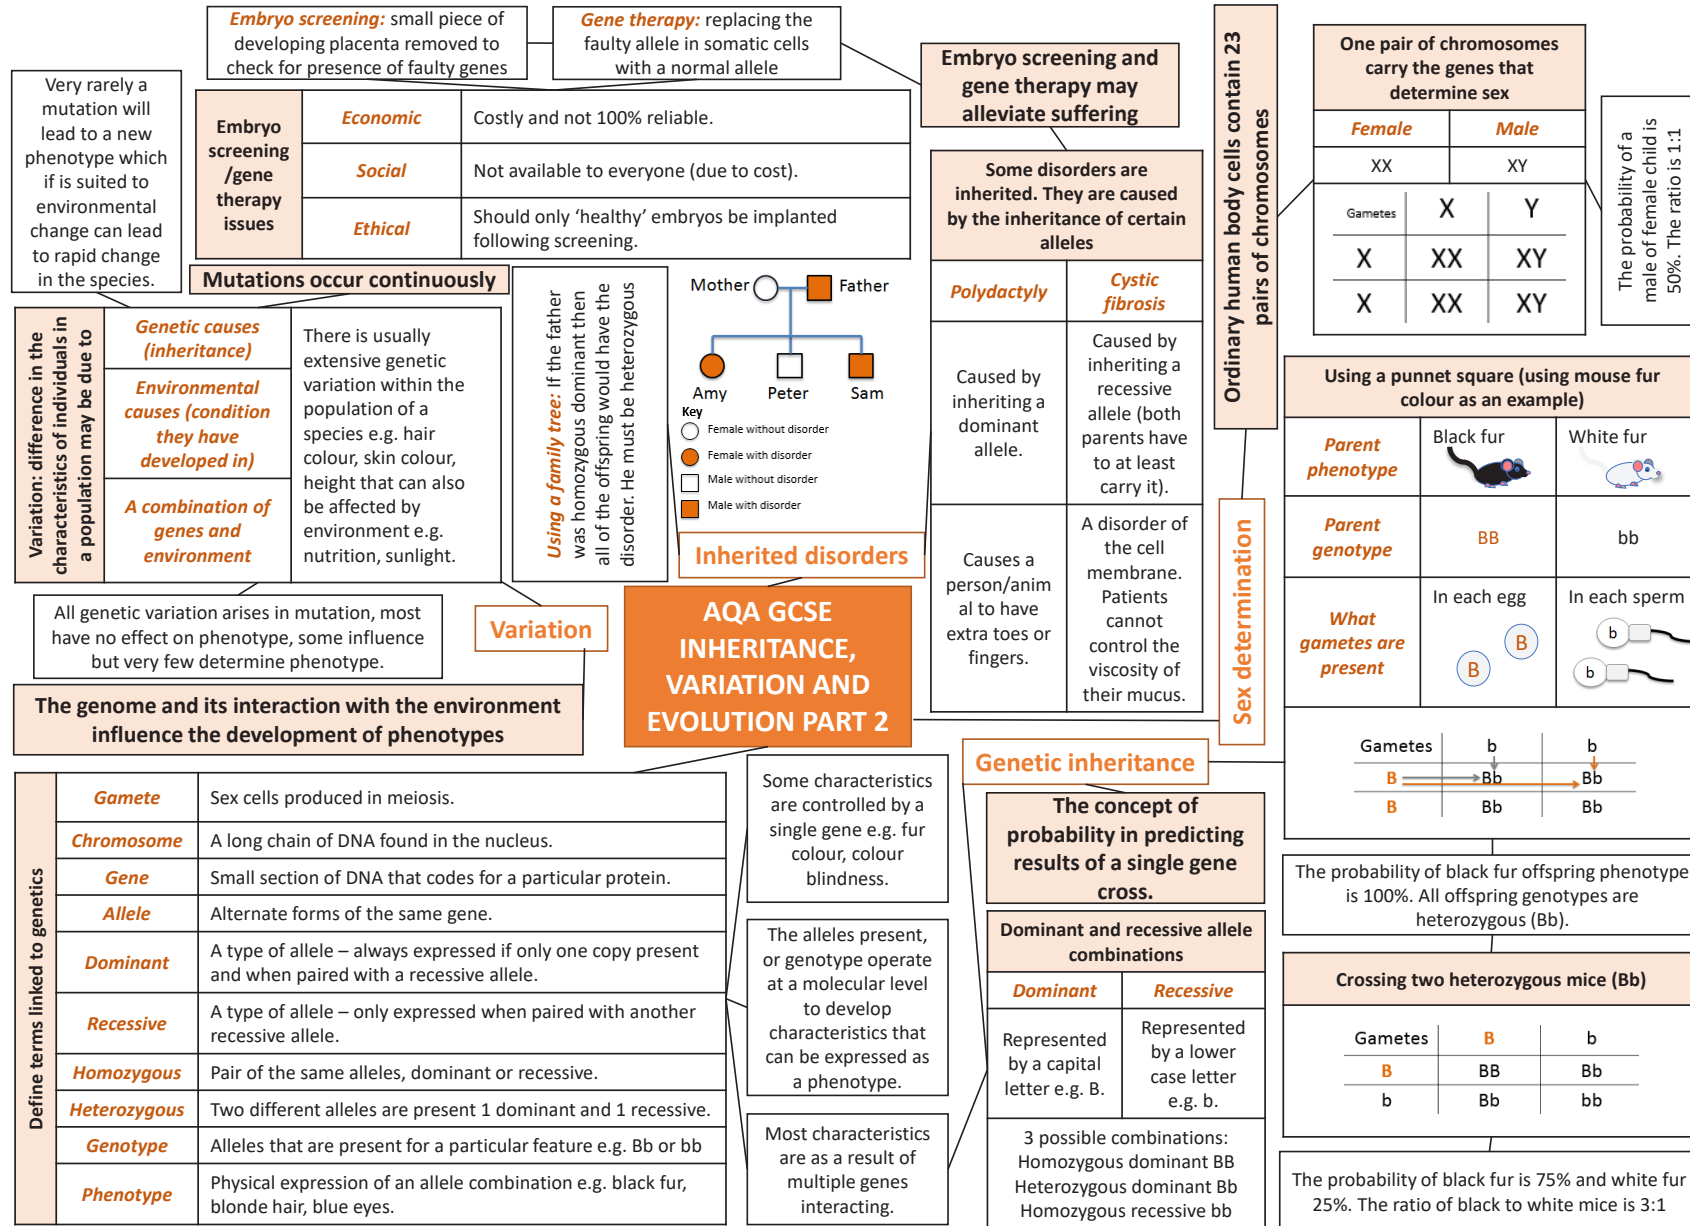 Embryo screening: small piece of
developing placenta removed to
check for presence of faulty genes
Gene therapy: replacing the
faulty allele in somatic cells
with a normal allele
Embryo screening and
gene therapy may
alleviate suffering
Very rarely a
mutation will
lead to a new
phenotype which
if is suited to
environmental
change can lead
to rapid change
in the species.
Embryo
screening
/gene
therapy
issues
Economic
Costly and not 100% reliable.
Social
Not available to everyone (due to cost).
Ethical
Should only ‘healthy’ embryos be implanted
following screening.
Mutations occur continuously
Variation: difference in the
characteristics of individuals in
a population may be due to
Genetic causes
(inheritance)
Environmental
causes (condition
they have
developed in)
A combination of
genes and
environment
There is usually
extensive genetic
variation within the
population of a
species e.g. hair
colour, skin colour,
height that can also
be affected by
environment e.g.
nutrition, sunlight.
All genetic variation arises in mutation, most
have no effect on phenotype, some influence
but very few determine phenotype.
Variation
The genome and its interaction with the environment
influence the development of phenotypes
Using a family tree: If the father
was homozygous dominant then
all of the offspring would have the
disorder. He must be heterozygous
Mother
Father
Amy
Peter
Sam
Key
Female without disorder
Female with disorder
Male without disorder
Male with disorder
Inherited disorders
Some disorders are
inherited. They are caused
by the inheritance of certain
alleles
Polydactyly
Cystic
fibrosis
Caused by
inheriting a
dominant
allele.
Caused by
inheriting a
recessive
allele (both
parents have
to at least
carry it).
Causes a
person/anim
al to have
extra toes or
fingers.
A disorder of
the cell
membrane.
Patients
cannot
control the
viscosity of
their mucus.
AQA GCSE
INHERITANCE,
VARIATION AND
EVOLUTION PART 2
Ordinary human body cells contain 23
pairs of chromosomes
Sex determination
One pair of chromosomes
carry the genes that
determine sex
Female
Male
XX
XY
Gametes X Y
X XX XY
X XX XY
The probability of a
male of female child is
50%. The ratio is 1:1
Using a punnet square (using mouse fur
colour as an example)
Parent
phenotype
Black fur
White fur
Parent
genotype
BB
bb
What
gametes are
present
In each egg
B
B
In each sperm
b
b
Gametes b b
B Bb Bb
B Bb Bb
The probability of black fur offspring phenotype
is 100%. All offspring genotypes are
heterozygous (Bb).
Crossing two heterozygous mice (Bb)
Gametes B b
B BB Bb
b Bb bb
The probability of black fur is 75% and white fur
25%. The ratio of black to white mice is 3:1
Genetic inheritance
The concept of
probability in predicting
results of a single gene
cross.
Dominant and recessive allele
combinations
Dominant
Recessive
Represented
by a capital
letter e.g. B.
Represented
by a lower
case letter
e.g. b.
3 possible combinations:
Homozygous dominant BB
Heterozygous dominant Bb
Homozygous recessive bb
Define terms linked to genetics
Gamete
Sex cells produced in meiosis.
Chromosome
A long chain of DNA found in the nucleus.
Gene
Small section of DNA that codes for a particular protein.
Allele
Alternate forms of the same gene.
Dominant
A type of allele – always expressed if only one copy present
and when paired with a recessive allele.
Recessive
A type of allele – only expressed when paired with another
recessive allele.
Homozygous
Pair of the same alleles, dominant or recessive.
Heterozygous
Two different alleles are present 1 dominant and 1 recessive.
Genotype
Alleles that are present for a particular feature e.g. Bb or bb
Phenotype
Physical expression of an allele combination e.g. black fur,
blonde hair, blue eyes.
Some characteristics
are controlled by a
single gene e.g. fur
colour, colour
blindness.
The alleles present,
or genotype operate
at a molecular level
to develop
characteristics that
can be expressed as
a phenotype.
Most characteristics
are as a result of
multiple genes
interacting.